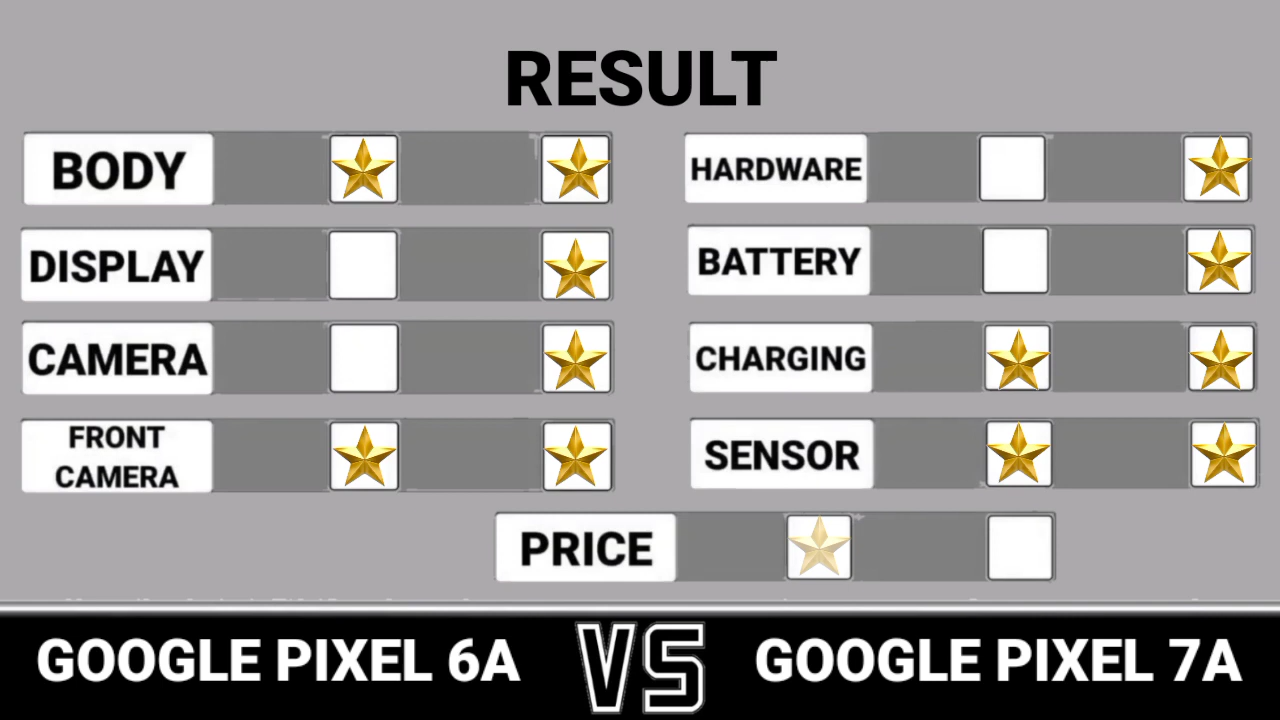 RESULT
BODY
HARDWARE
DISPLAY
BATTERY
CAMERA
CHARGING
FRONT
CAMERA
SENSOR
PRICE
GOOGLE PIXEL 6A VS GOOGLE PIXEL 7A